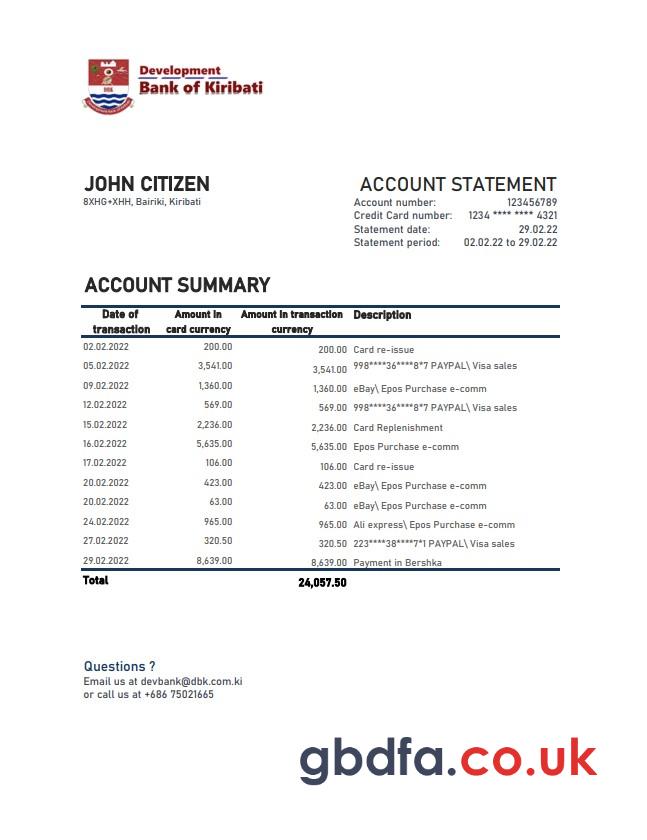 Development
Bank of Kiribati
JOHN CITIZEN
8XHG+XHH, Bairiki, Kiribati
ACCOUNT STATEMENT
Account number: 123456789
Credit Card number: 1234 **** **** 4321
Statement date: 29.02.22
Statement period: 02.02.22 to 29.02.22
ACCOUNT SUMMARY
Date of transaction Amount in card currency Amount in transaction currency Description
02.02.2022 200.00 200.00 Card re-issue
05.02.2022 3,541.00 3,541.00 998****36****8*7 PAYPAL\ Visa sales
09.02.2022 1,360.00 1,360.00 eBay\ Epos Purchase e-comm
12.02.2022 569.00 569.00 998****36****8*7 PAYPAL\ Visa sales
15.02.2022 2,236.00 2,236.00 Card Replenishment
16.02.2022 5,635.00 5,635.00 Epos Purchase e-comm
17.02.2022 106.00 106.00 Card re-issue
20.02.2022 423.00 423.00 eBay\ Epos Purchase e-comm
20.02.2022 63.00 63.00 eBay\ Epos Purchase e-comm
24.02.2022 965.00 965.00 Ali express\ Epos Purchase e-comm
27.02.2022 320.50 320.50 223****38****7*1 PAYPAL\ Visa sales
29.02.2022 8,639.00 8,639.00 Payment in Bershka
Total 24,057.50
Questions ?
Email us at devbank@dbk.com.ki
or call us at +686 75021665
gbdfa.co.uk